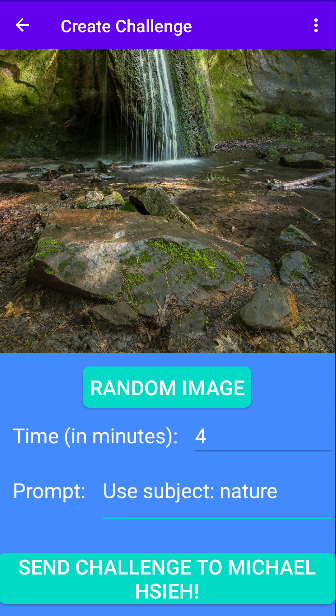 Create Challenge
RANDOM IMAGE
Time (in minutes): 4
Prompt: Use subject: nature
SEND CHALLENGE TO MICHAEL
HSIEH!